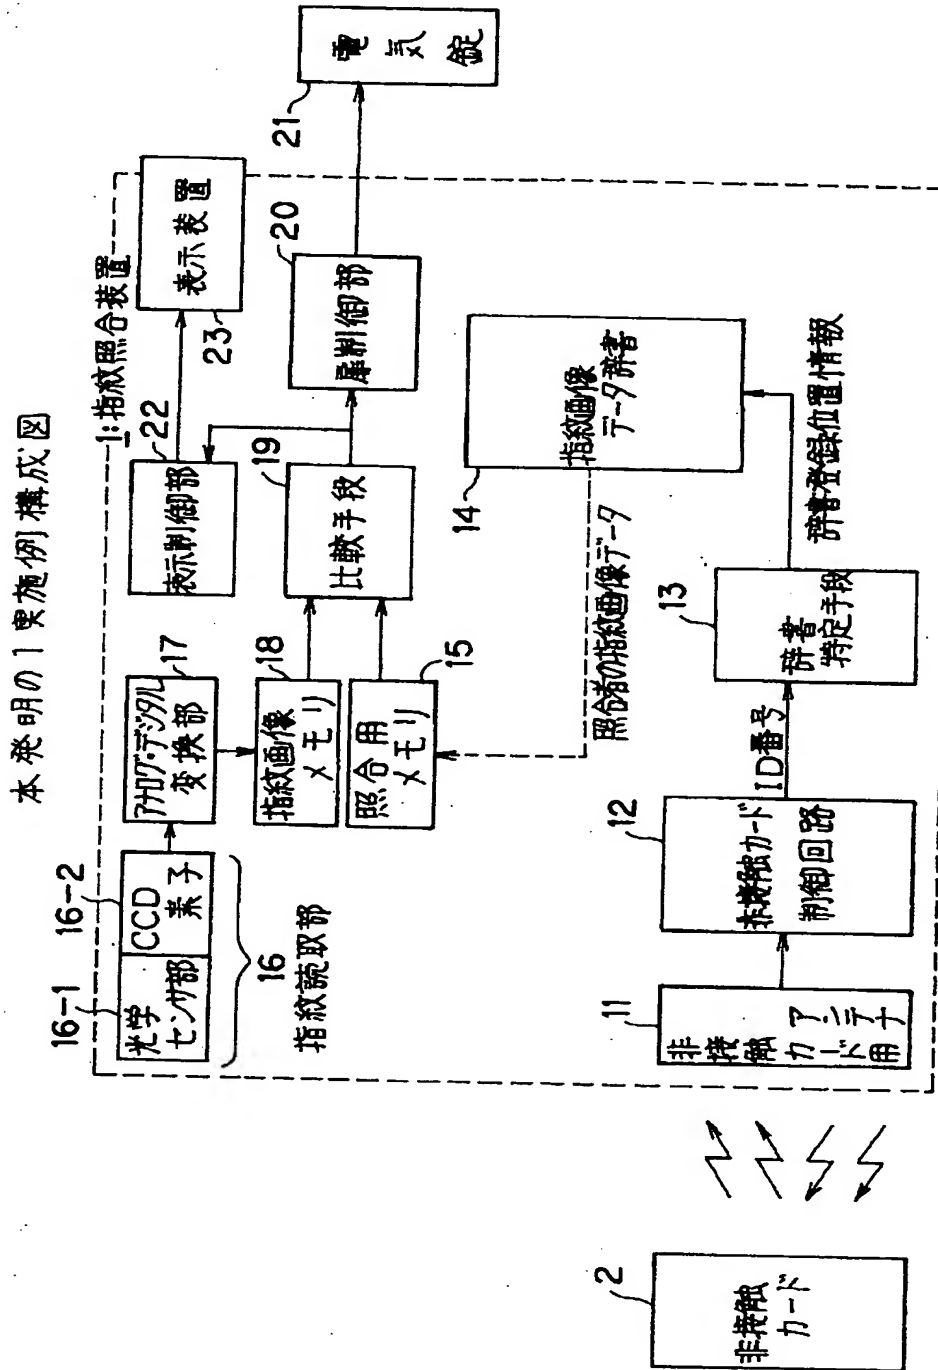 本発明の1実施例構成図
1:指紋照合装置
16-1
光学
センサ部
16-2
CCD
素子
16
指紋読取部
17
アナログ・デジタル
変換部
18
指紋画像
メモリ
15
照合用
メモリ
19
比較手段
22
表示制御部
23
表示装置
20
扉制御部
21
電気錠
14
指紋画像
データ辞書
照合者の指紋画像データ
辞書登録位置情報
13
辞書
特定手段
ID番号
12
非接触カード
制御回路
11
非接触カード用
アンテナ
2
非接触
カード